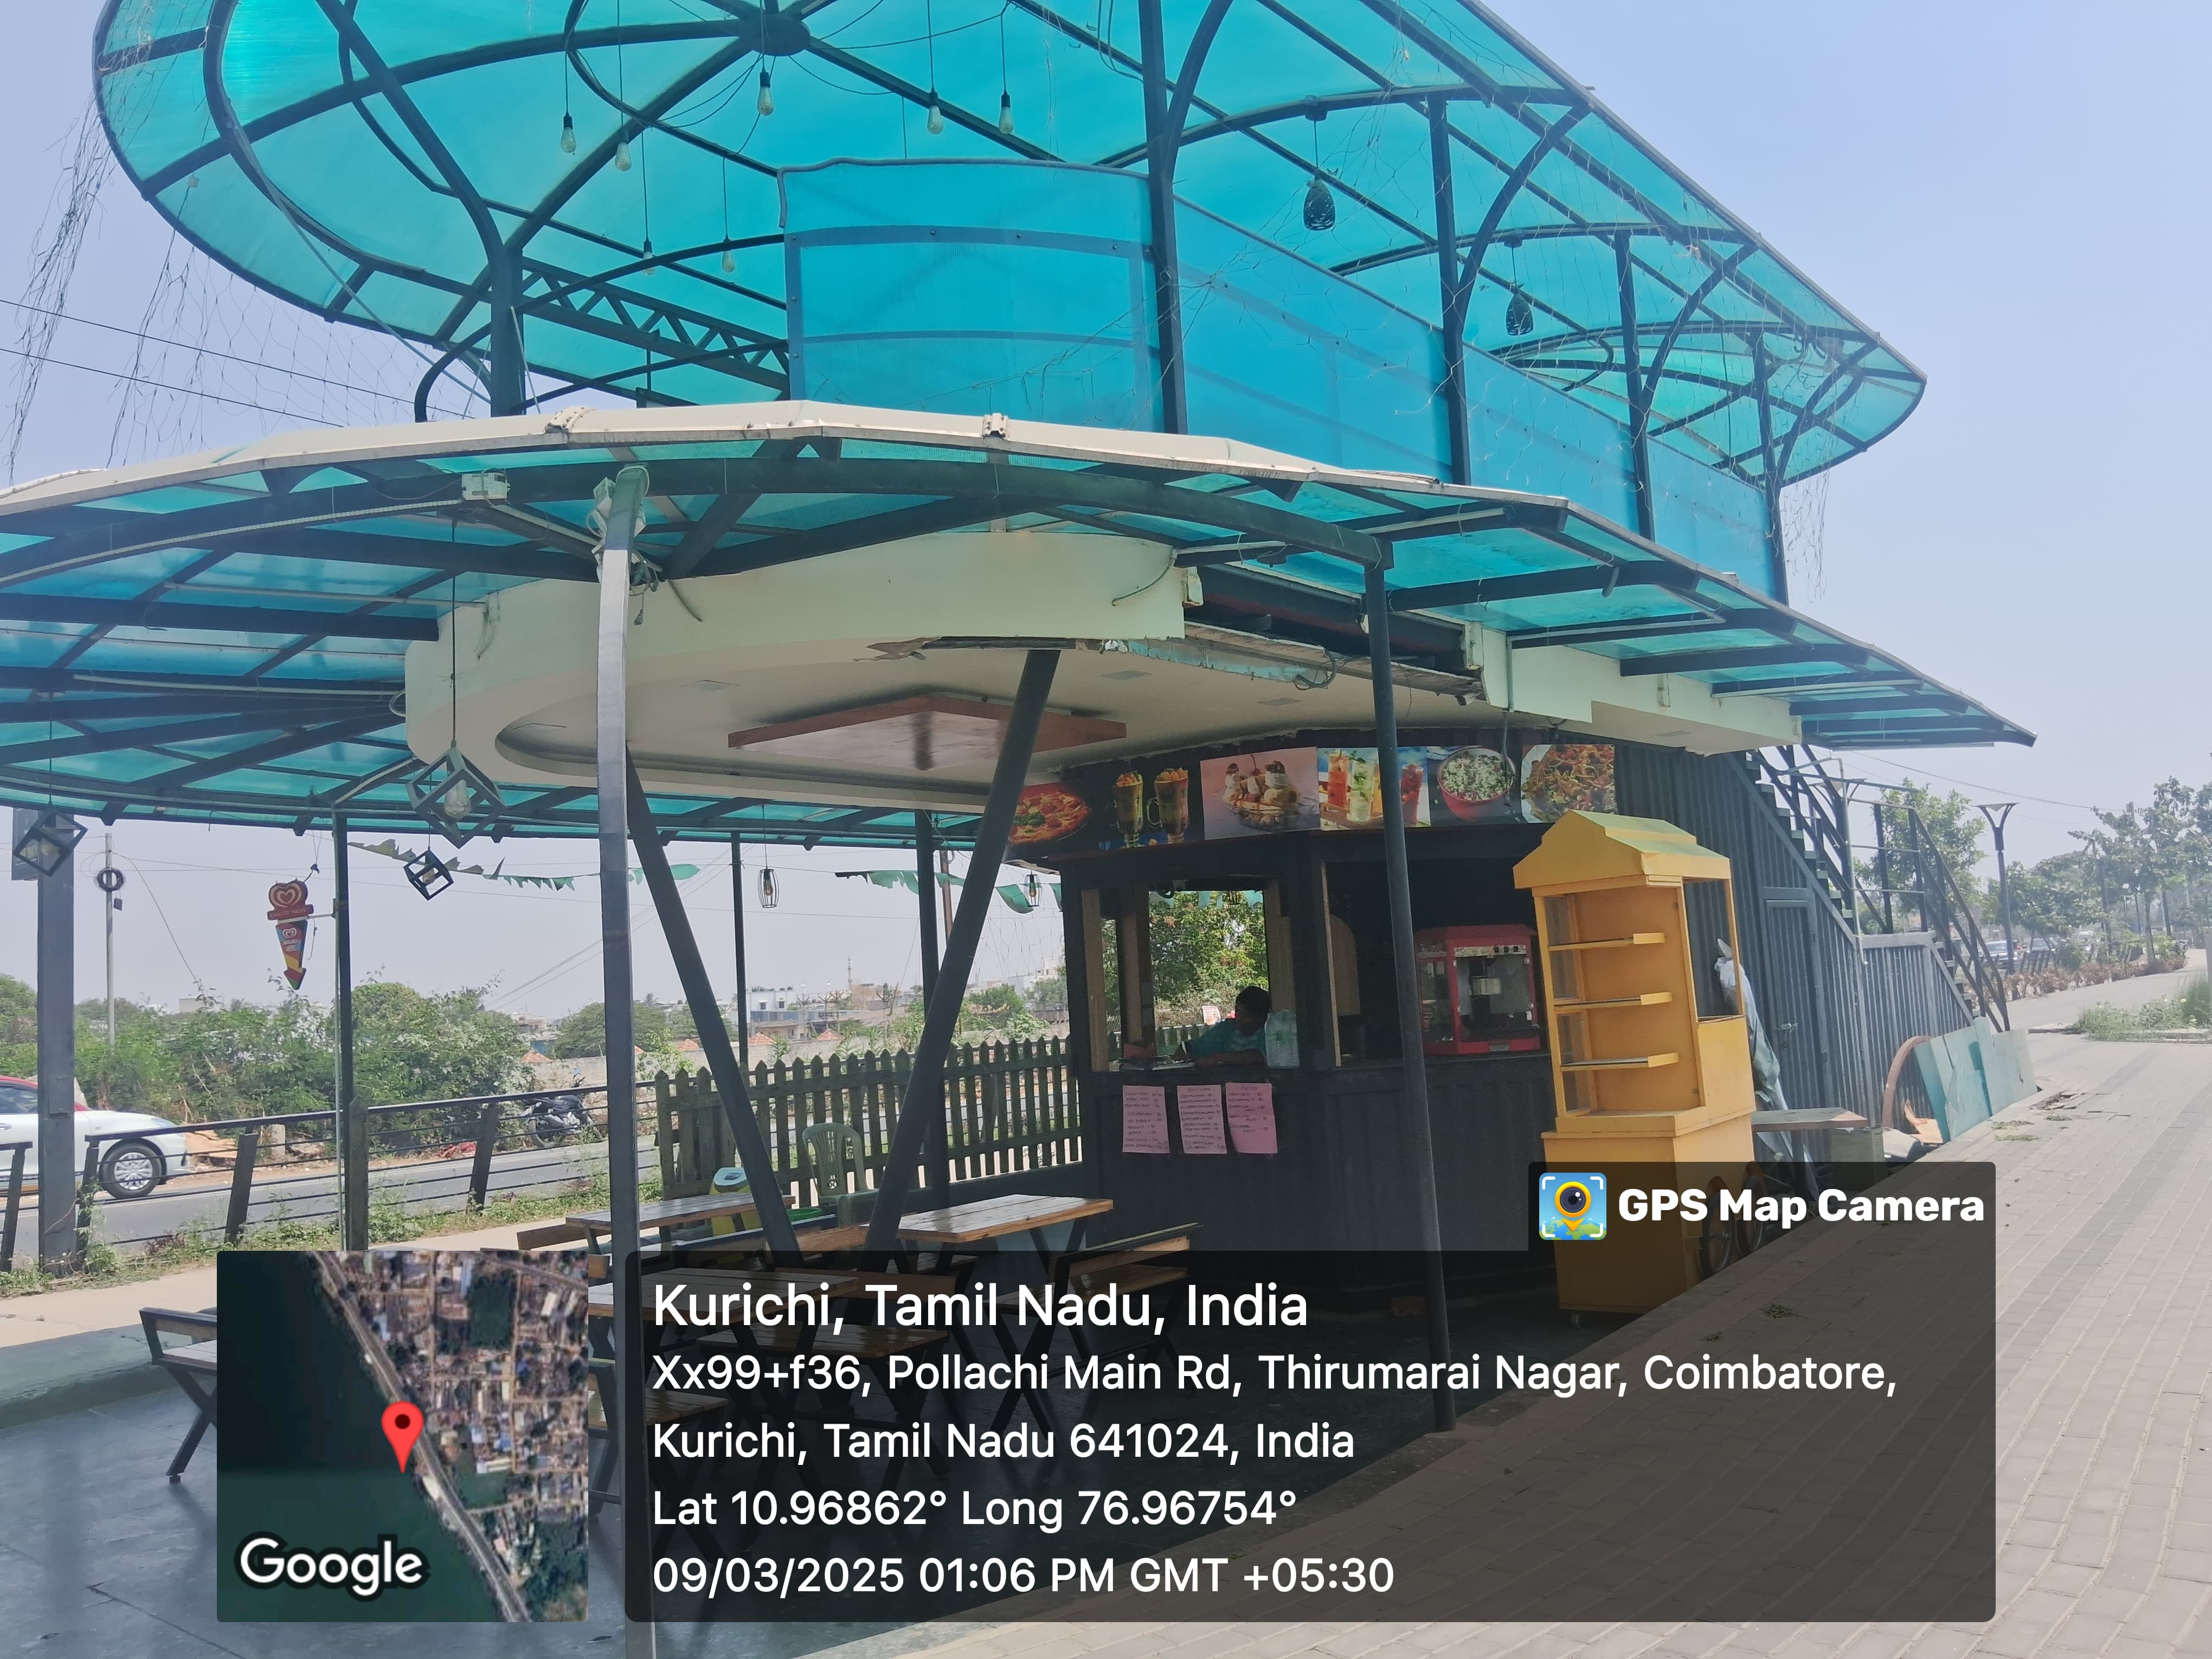 GPS Map Camera
Kurichi, Tamil Nadu, India
Xx99+f36, Pollachi Main Rd, Thirumarai Nagar, Coimbatore,
Kurichi, Tamil Nadu 641024, India
Lat 10.96862° Long 76.96754°
09/03/2025 01:06 PM GMT +05:30
Google